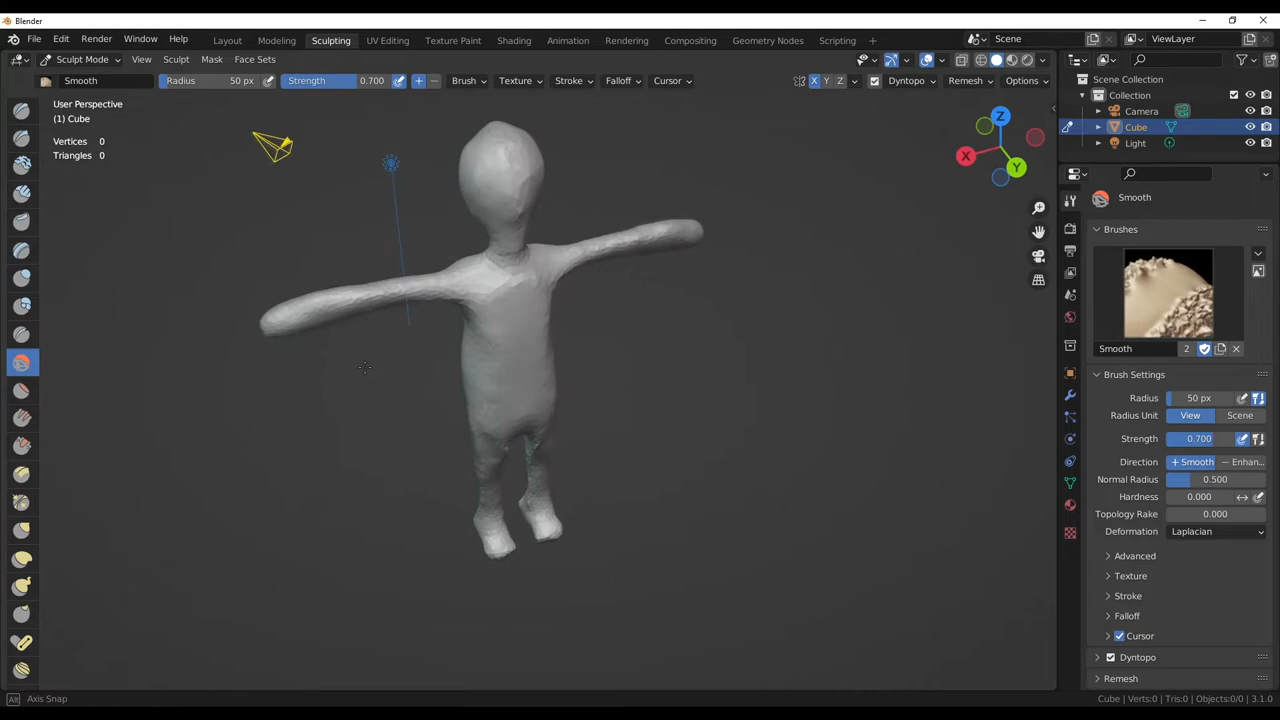 Blender
File Edit Render Window Help Layout Modeling Sculpting UV Editing Texture Paint Shading Animation Rendering Compositing Geometry Nodes Scripting + Scene ViewLayer
Sculpt Mode View Sculpt Mask Face Sets
Smooth Radius 50 px Strength 0.700 Brush Texture Stroke Falloff Cursor X Y Z Dyntopo Remesh Options
User Perspective
(1) Cube
Vertices 0
Triangles 0
Z
X
Y
Scene Collection
Collection
Camera
Cube
Light
Smooth
Brushes
Smooth 2
Brush Settings
Radius 50 px
Radius Unit View Scene
Strength 0.700
Direction + Smooth − Enhan...
Normal Radius 0.500
Hardness 0.000
Topology Rake 0.000
Deformation Laplacian
Advanced
Texture
Stroke
Falloff
Cursor
Dyntopo
Remesh
Alt Axis Snap Cube | Verts:0 | Tris:0 | Objects:0/0 | 3.1.0